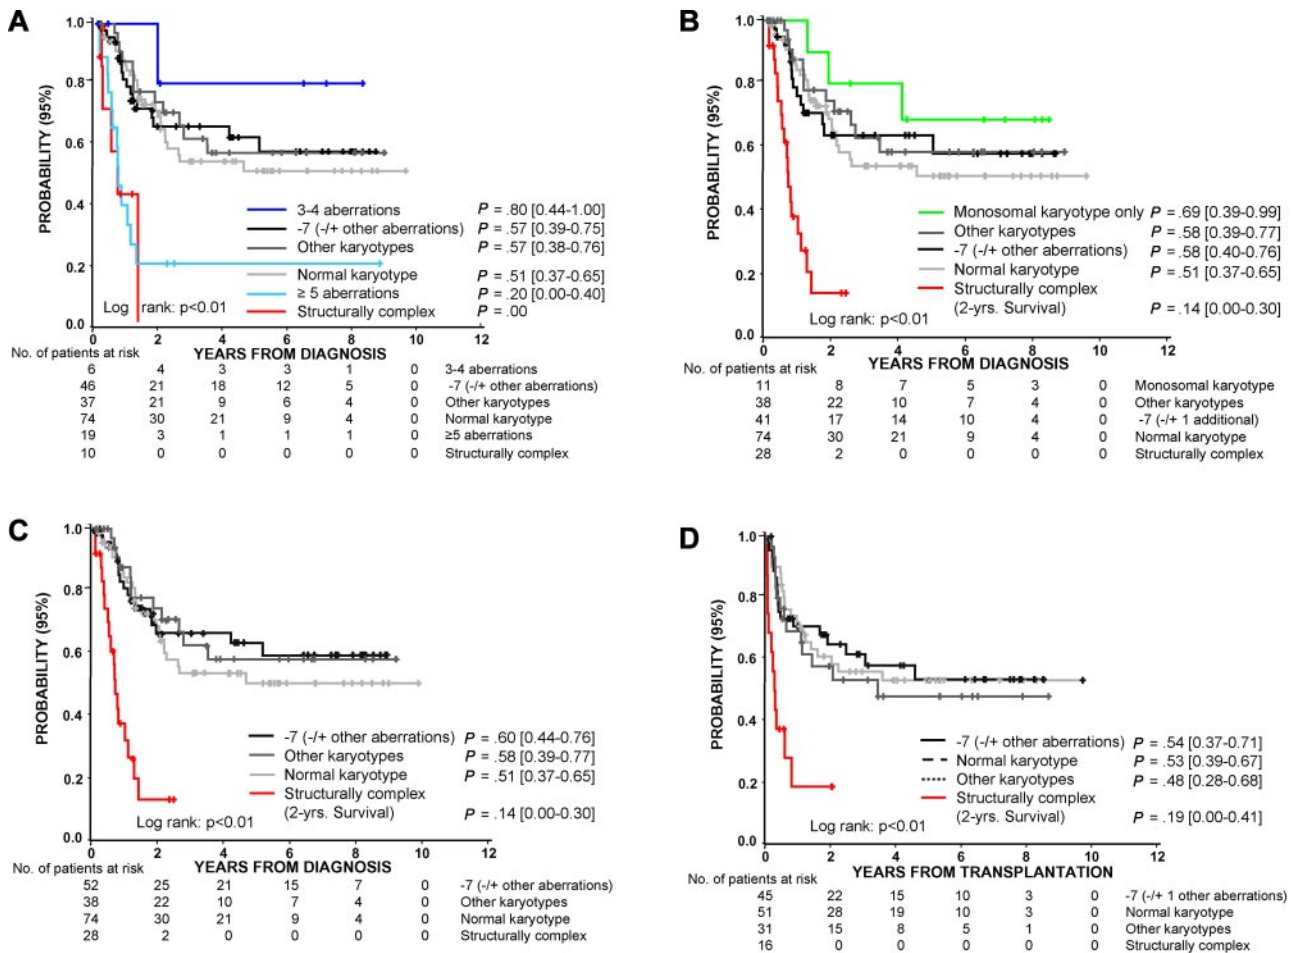 A
1.0
0.8
0.6
0.4
0.2
0.0
PROBABILITY (95%)
3-4 aberrations P = .80 [0.44-1.00]
-7 (-/+ other aberrations) P = .57 [0.39-0.75]
Other karyotypes P = .57 [0.38-0.76]
Normal karyotype P = .51 [0.37-0.65]
≥ 5 aberrations P = .20 [0.00-0.40]
Structurally complex P = .00
Log rank: p<0.01
0 2 4 6 8 10 12
No. of patients at risk YEARS FROM DIAGNOSIS
6 4 3 3 1 0 3-4 aberrations
46 21 18 12 5 0 -7 (-/+ other aberrations)
37 21 9 6 4 0 Other karyotypes
74 30 21 9 4 0 Normal karyotype
19 3 1 1 1 0 ≥5 aberrations
10 0 0 0 0 0 Structurally complex
B
1.0
0.8
0.6
0.4
0.2
0.0
PROBABILITY (95%)
Monosomal karyotype only P = .69 [0.39-0.99]
Other karyotypes P = .58 [0.39-0.77]
-7 (-/+ other aberrations) P = .58 [0.40-0.76]
Normal karyotype P = .51 [0.37-0.65]
Structurally complex
(2-yrs. Survival) P = .14 [0.00-0.30]
Log rank: p<0.01
0 2 4 6 8 10 12
No. of patients at risk YEARS FROM DIAGNOSIS
11 8 7 5 3 0 Monosomal karyotype
38 22 10 7 4 0 Other karyotypes
41 17 14 10 4 0 -7 (-/+ 1 additional)
74 30 21 9 4 0 Normal karyotype
28 2 0 0 0 0 Structurally complex
C
1.0
0.8
0.6
0.4
0.2
0.0
PROBABILITY (95%)
-7 (-/+ other aberrations) P = .60 [0.44-0.76]
Other karyotypes P = .58 [0.39-0.77]
Normal karyotype P = .51 [0.37-0.65]
Structurally complex
(2-yrs. Survival) P = .14 [0.00-0.30]
Log rank: p<0.01
0 2 4 6 8 10 12
No. of patients at risk YEARS FROM DIAGNOSIS
52 25 21 15 7 0 -7 (-/+ other aberrations)
38 22 10 7 4 0 Other karyotypes
74 30 21 9 4 0 Normal karyotype
28 2 0 0 0 0 Structurally complex
D
1.0
0.8
0.6
0.4
0.2
0.0
PROBABILITY (95%)
-7 (-/+ other aberrations) P = .54 [0.37-0.71]
Normal karyotype P = .53 [0.39-0.67]
Other karyotypes P = .48 [0.28-0.68]
Structurally complex
(2-yrs. Survival) P = .19 [0.00-0.41]
Log rank: p<0.01
0 2 4 6 8 10 12
No. of patients at risk YEARS FROM TRANSPLANTATION
45 22 15 10 3 0 -7 (-/+ 1 other aberrations)
51 28 19 10 3 0 Normal karyotype
31 15 8 5 1 0 Other karyotypes
16 0 0 0 0 0 Structurally complex